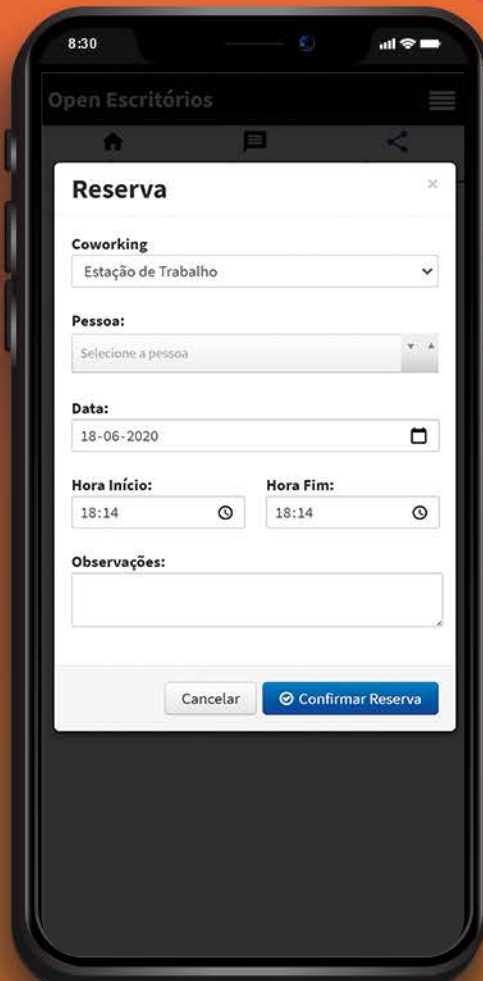 8:30
Open Escritórios
Reserva ×
Coworking
Estação de Trabalho
Pessoa:
Selecione a pessoa
Data:
18-06-2020
Hora Início: Hora Fim:
18:14 18:14
Observações:
Cancelar Confirmar Reserva